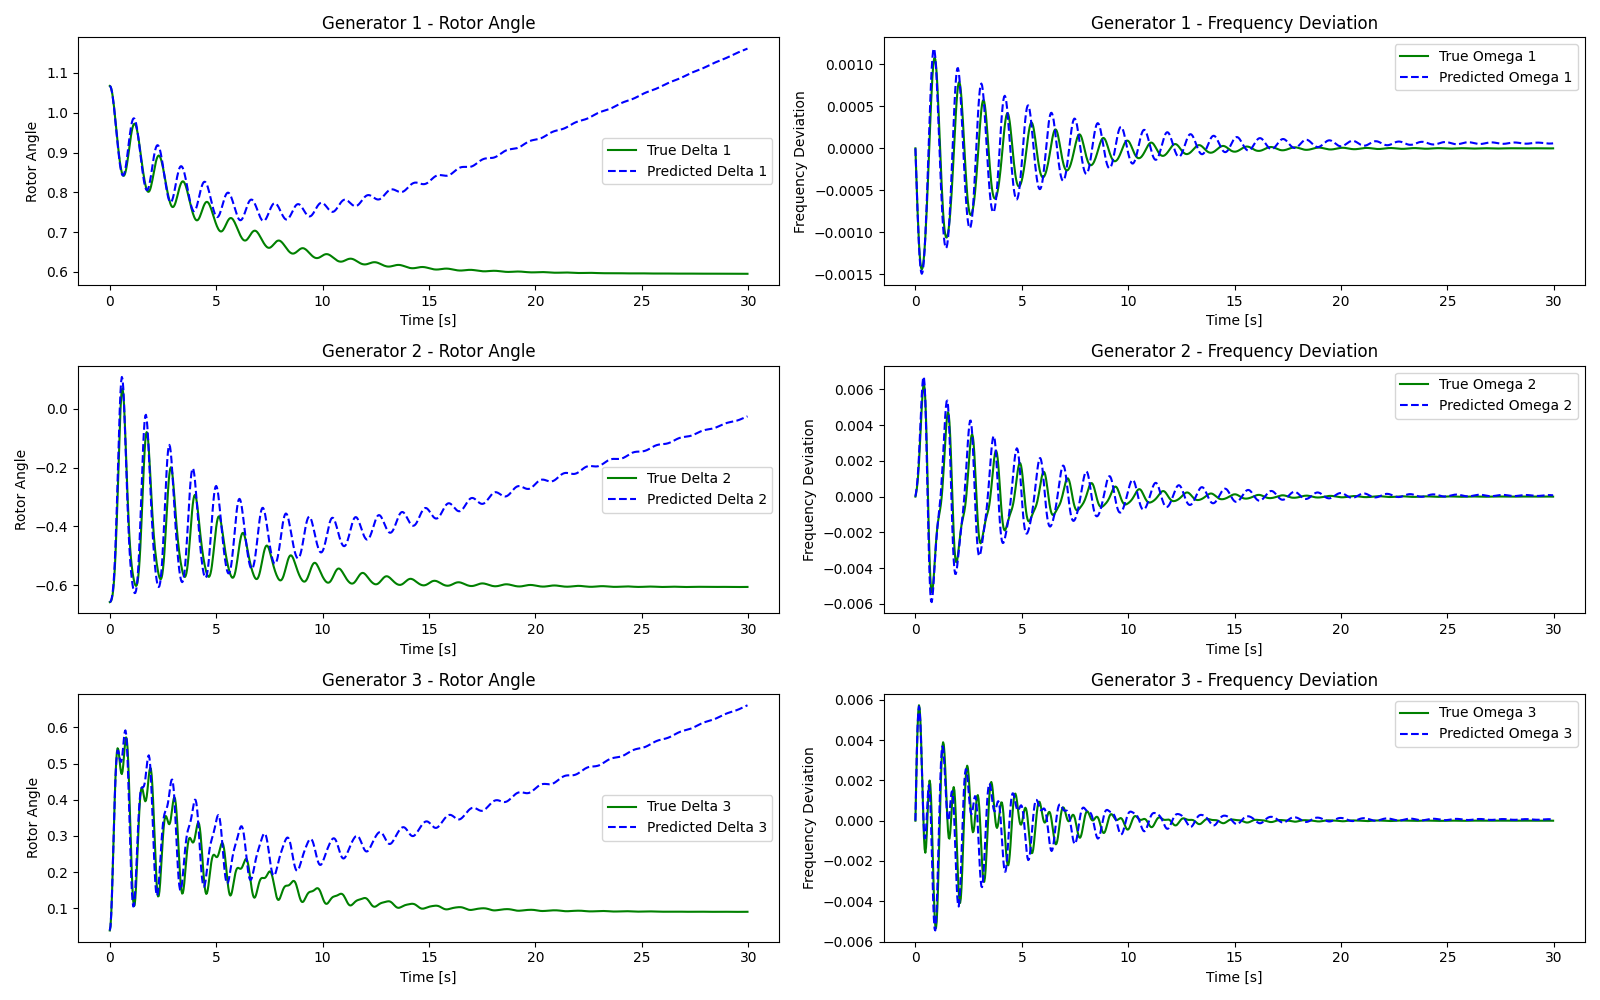 Generator 1 - Rotor Angle
Rotor Angle
1.1
1.0
0.9
0.8
0.7
0.6
True Delta 1
Predicted Delta 1
0 5 10 15 20 25 30
Time [s]
Generator 1 - Frequency Deviation
Frequency Deviation
0.0010
0.0005
0.0000
−0.0005
−0.0010
−0.0015
True Omega 1
Predicted Omega 1
0 5 10 15 20 25 30
Time [s]
Generator 2 - Rotor Angle
Rotor Angle
0.0
−0.2
−0.4
−0.6
True Delta 2
Predicted Delta 2
0 5 10 15 20 25 30
Time [s]
Generator 2 - Frequency Deviation
Frequency Deviation
0.006
0.004
0.002
0.000
−0.002
−0.004
−0.006
True Omega 2
Predicted Omega 2
0 5 10 15 20 25 30
Time [s]
Generator 3 - Rotor Angle
Rotor Angle
0.6
0.5
0.4
0.3
0.2
0.1
True Delta 3
Predicted Delta 3
0 5 10 15 20 25 30
Time [s]
Generator 3 - Frequency Deviation
Frequency Deviation
0.006
0.004
0.002
0.000
−0.002
−0.004
−0.006
True Omega 3
Predicted Omega 3
0 5 10 15 20 25 30
Time [s]